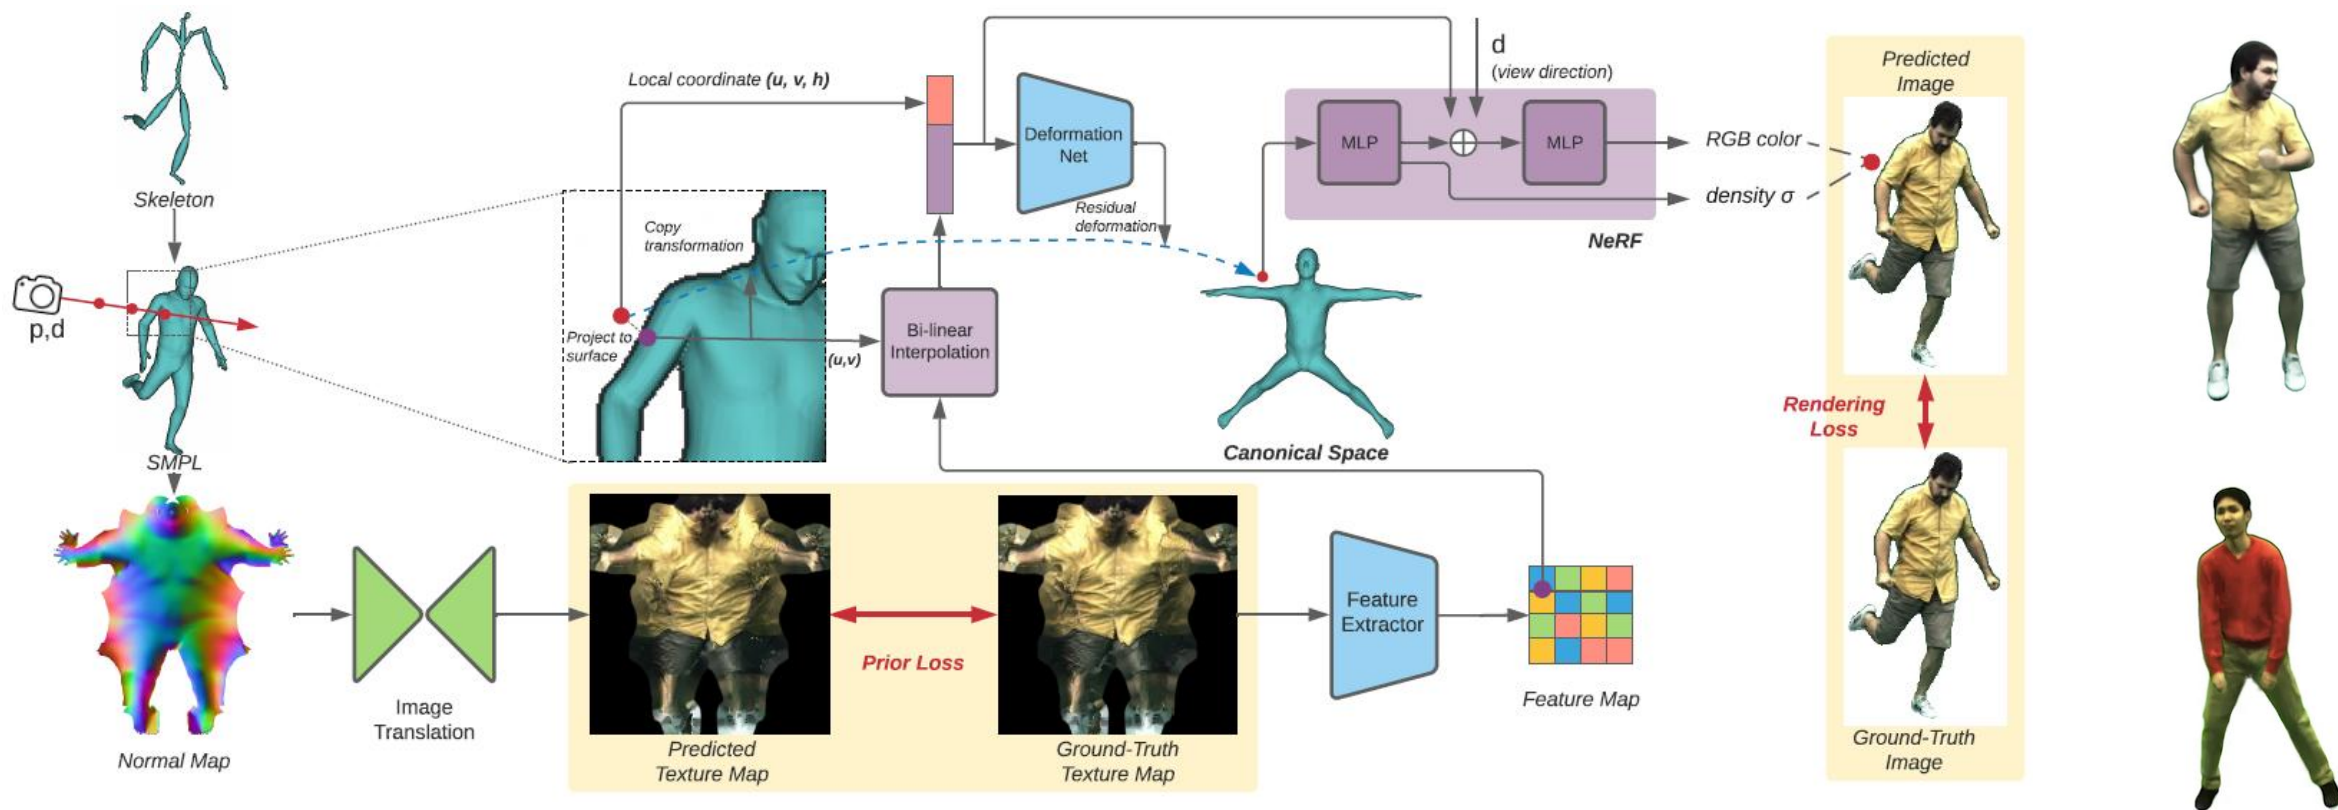 Skeleton
p,d
SMPL
Normal Map
Image
Translation
Local coordinate (u, v, h)
Copy
transformation
Project to
surface
(u,v)
Bi-linear
Interpolation
Deformation
Net
Residual
deformation
Canonical Space
d
(view direction)
MLP
MLP
NeRF
RGB color
density σ
Predicted
Image
Rendering
Loss
Ground-Truth
Image
Predicted
Texture Map
Prior Loss
Ground-Truth
Texture Map
Feature
Extractor
Feature Map